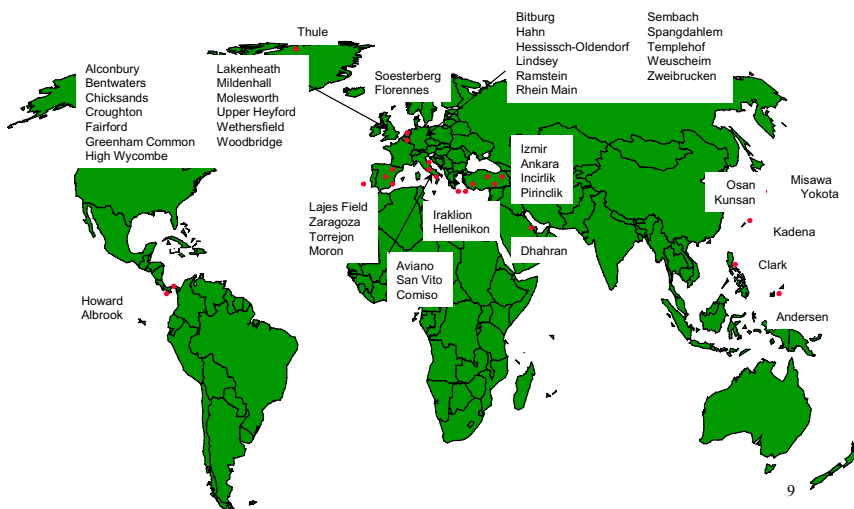 Thule
Alconbury
Bentwaters
Chicksands
Croughton
Fairford
Greenham Common
High Wycombe
Lakenheath
Mildenhall
Molesworth
Upper Heyford
Wethersfield
Woodbridge
Soesterberg
Florennes
Bitburg
Hahn
Hessissch-Oldendorf
Lindsey
Ramstein
Rhein Main
Sembach
Spangdahlem
Templehof
Weuscheim
Zweibrucken
Izmir
Ankara
Incirlik
Pirinclik
Osan
Kunsan
Misawa
Yokota
Kadena
Lajes Field
Zaragoza
Torrejon
Moron
Iraklion
Hellenikon
Dhahran
Clark
Aviano
San Vito
Comiso
Howard
Albrook
Andersen
9